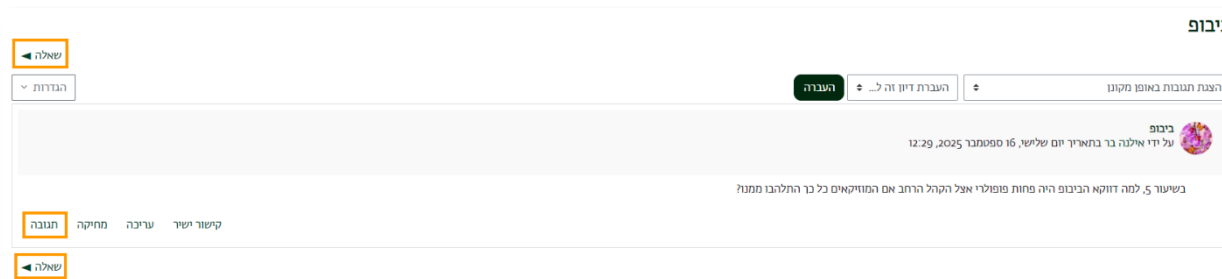 ביבופ
שאלה ◄
הצגת תגובות באופן מקונן
העברת דיון זה ל...
העברה
הגדרות
ביבופ
על ידי אילנה בר בתאריך יום שלישי, 16 ספטמבר 2025, 12:29
בשיעור 5, למה דווקא הביבופ היה פחות פופולרי אצל הקהל הרחב אם המוזיקאים כל כך התלהבו ממנו?
קישור ישיר עריכה מחיקה תגובה
שאלה ◄